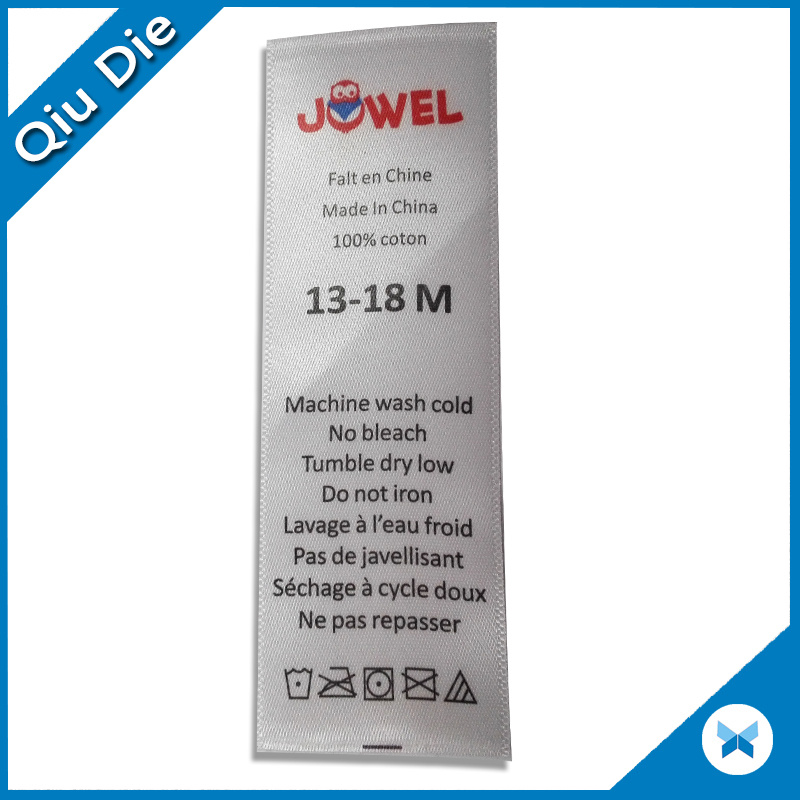 Qiu Die
JOWEL
Falt en Chine
Made In China
100% coton
13-18 M
Machine wash cold
No bleach
Tumble dry low
Do not iron
Lavage à l'eau froid
Pas de javellisant
Séchage à cycle doux
Ne pas repasser